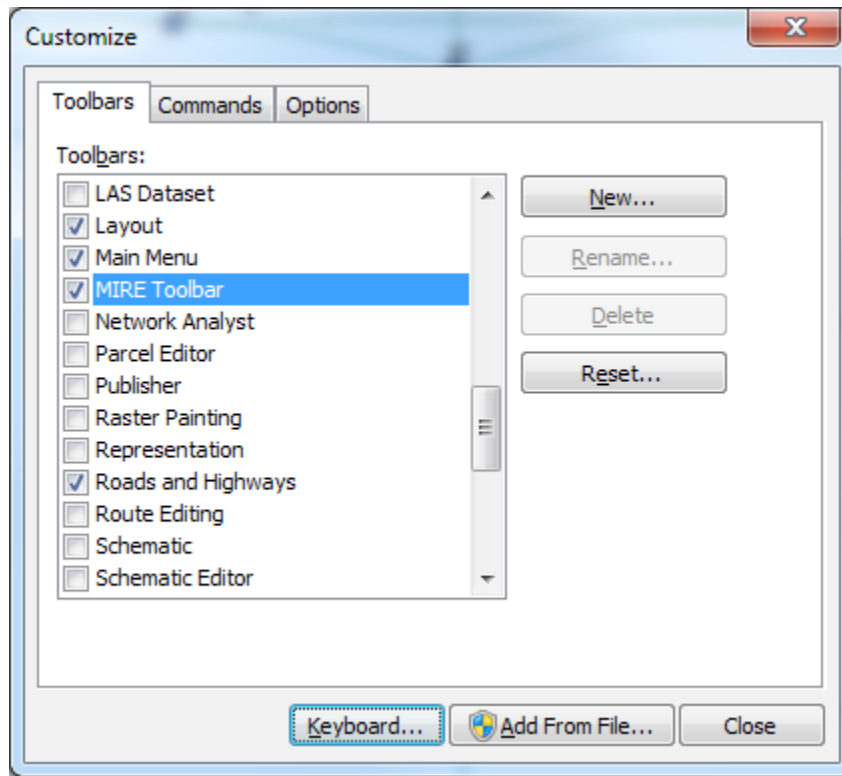 Customize
Toolbars Commands Options
Toolbars:
LAS Dataset
Layout
Main Menu
MIRE Toolbar
Network Analyst
Parcel Editor
Publisher
Raster Painting
Representation
Roads and Highways
Route Editing
Schematic
Schematic Editor
New...
Rename...
Delete
Reset...
Keyboard... Add From File... Close